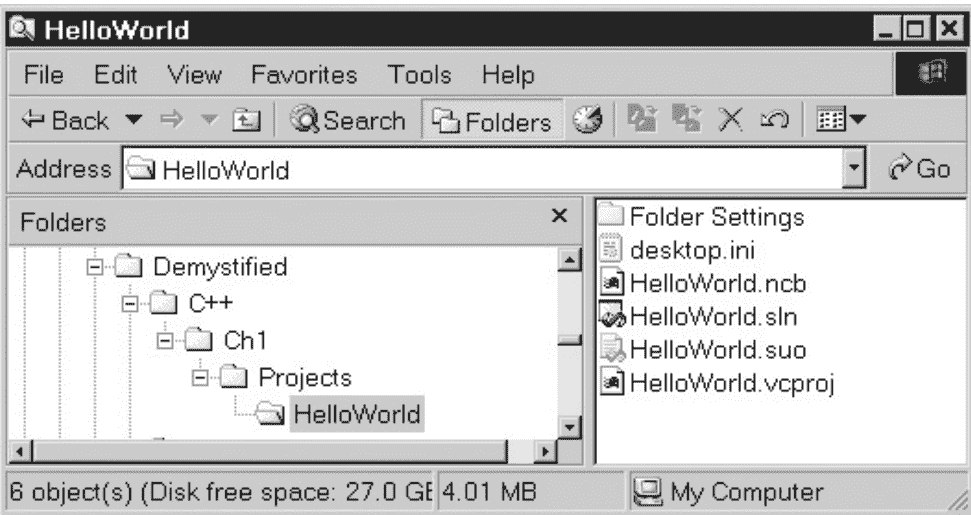 HelloWorld
File Edit View Favorites Tools Help
Back Search Folders
Address HelloWorld Go
Folders
Demystified
C++
Ch1
Projects
HelloWorld
Folder Settings
desktop.ini
HelloWorld.ncb
HelloWorld.sln
HelloWorld.suo
HelloWorld.vcproj
6 object(s) (Disk free space: 27.0 GE 4.01 MB My Computer